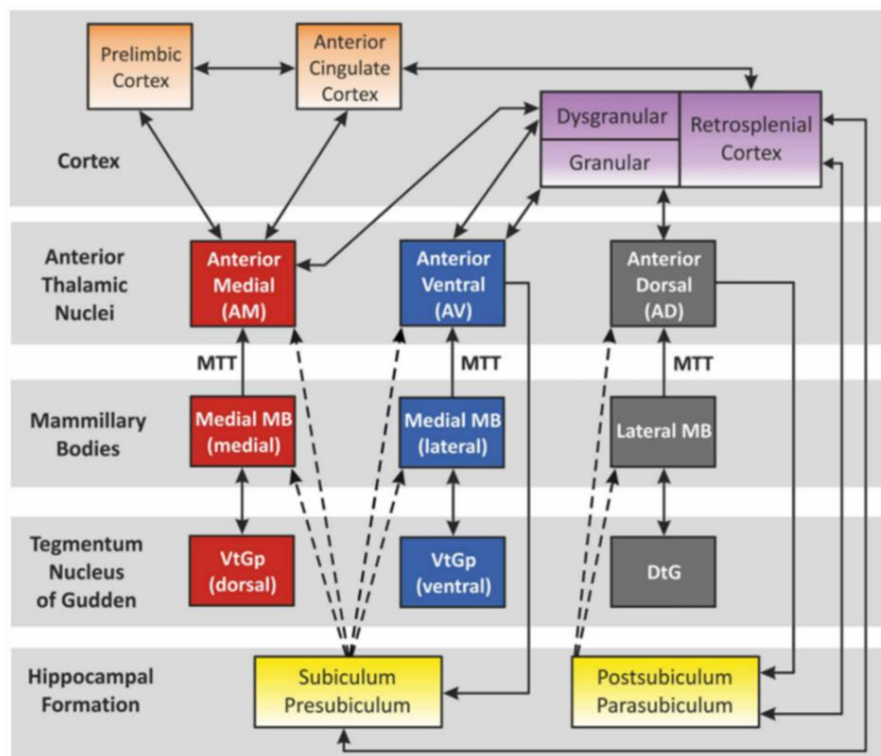 Prelimbic
Cortex
Anterior
Cingulate
Cortex
Dysgranular
Granular
Retrosplenial
Cortex
Cortex
Anterior
Thalamic
Nuclei
Anterior
Medial
(AM)
Anterior
Ventral
(AV)
Anterior
Dorsal
(AD)
MTT
MTT
MTT
Mammillary
Bodies
Medial MB
(medial)
Medial MB
(lateral)
Lateral MB
Tegmentum
Nucleus
of Gudden
VtGp
(dorsal)
VtGp
(ventral)
DtG
Hippocampal
Formation
Subiculum
Presubiculum
Postsubiculum
Parasubiculum